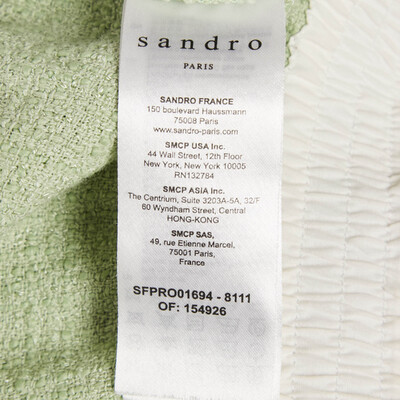 sandro
PARIS
SANDRO FRANCE
150 boulevard Haussmann
75008 Paris
www.sandro-paris.com
SMCP USA Inc.
44 Wall Street, 12th Floor
New York, New York 10005
RN132784
SMCP ASIA Inc.
The Centrium, Suite 3203A-5A, 32/F
60 Wyndham Street, Central
HONG-KONG
SMCP SAS,
49, rue Etienne Marcel,
75001 Paris,
France
SFPRO01694 - 8111
OF: 154926